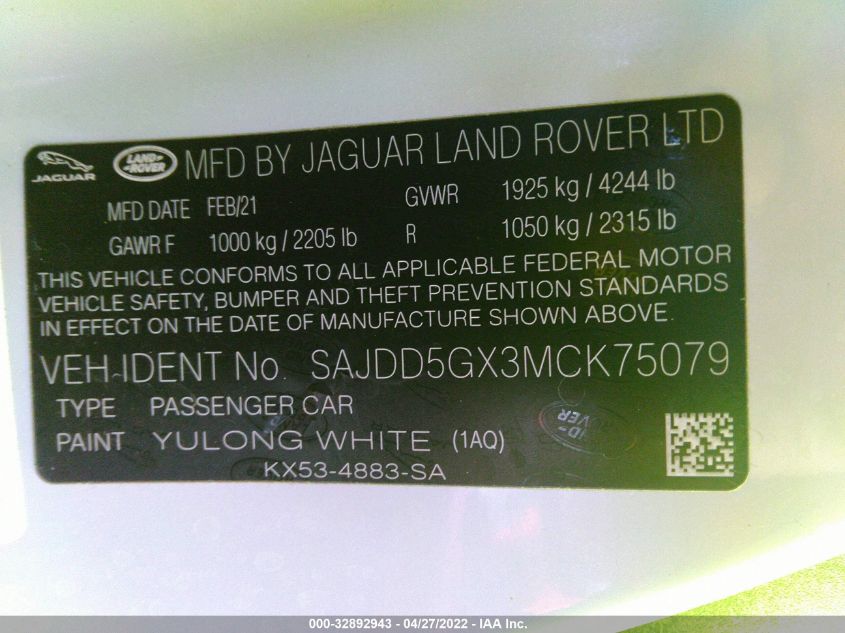 JAGUAR LAND ROVER MFD BY JAGUAR LAND ROVER LTD
MFD DATE FEB/21 GVWR 1925 kg / 4244 lb
GAWR F 1000 kg / 2205 lb R 1050 kg / 2315 lb
THIS VEHICLE CONFORMS TO ALL APPLICABLE FEDERAL MOTOR
VEHICLE SAFETY, BUMPER AND THEFT PREVENTION STANDARDS
IN EFFECT ON THE DATE OF MANUFACTURE SHOWN ABOVE.
VEH IDENT No. SAJDD5GX3MCK75079
TYPE PASSENGER CAR
PAINT YULONG WHITE (1AQ)
KX53-4883-SA
000-32892943 - 04/27/2022 - IAA Inc.